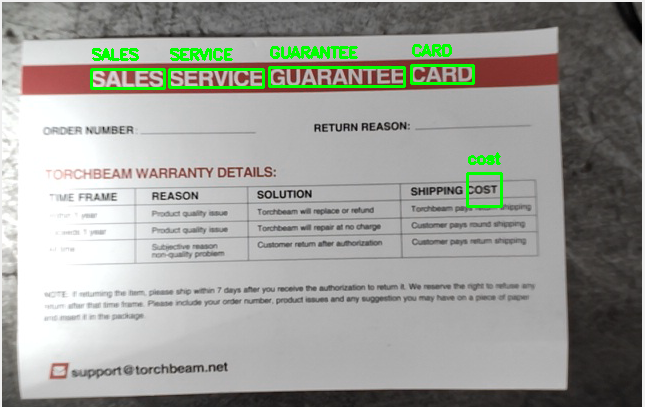 SALES SERVICE GUARANTEE CARD
SALES SERVICE GUARANTEE CARD
ORDER NUMBER:
RETURN REASON:
TORCHBEAM WARRANTY DETAILS:
cost
TIME FRAME REASON SOLUTION SHIPPING COST
1 year Product quality issue Torchbeam will replace or refund Torchbeam pays return shipping
1 year Product quality issue Torchbeam will repair at no charge Customer pays round shipping
time Subjective reason non-quality problem Customer return after authorization Customer pays return shipping
NOTE: If returning the item, please ship within 7 days after you receive the authorization to return it. We reserve the right to refuse any
return after that time frame. Please include your order number, product issues and any suggestion you may have on a piece of paper
and insert it in the package.
support@torchbeam.net